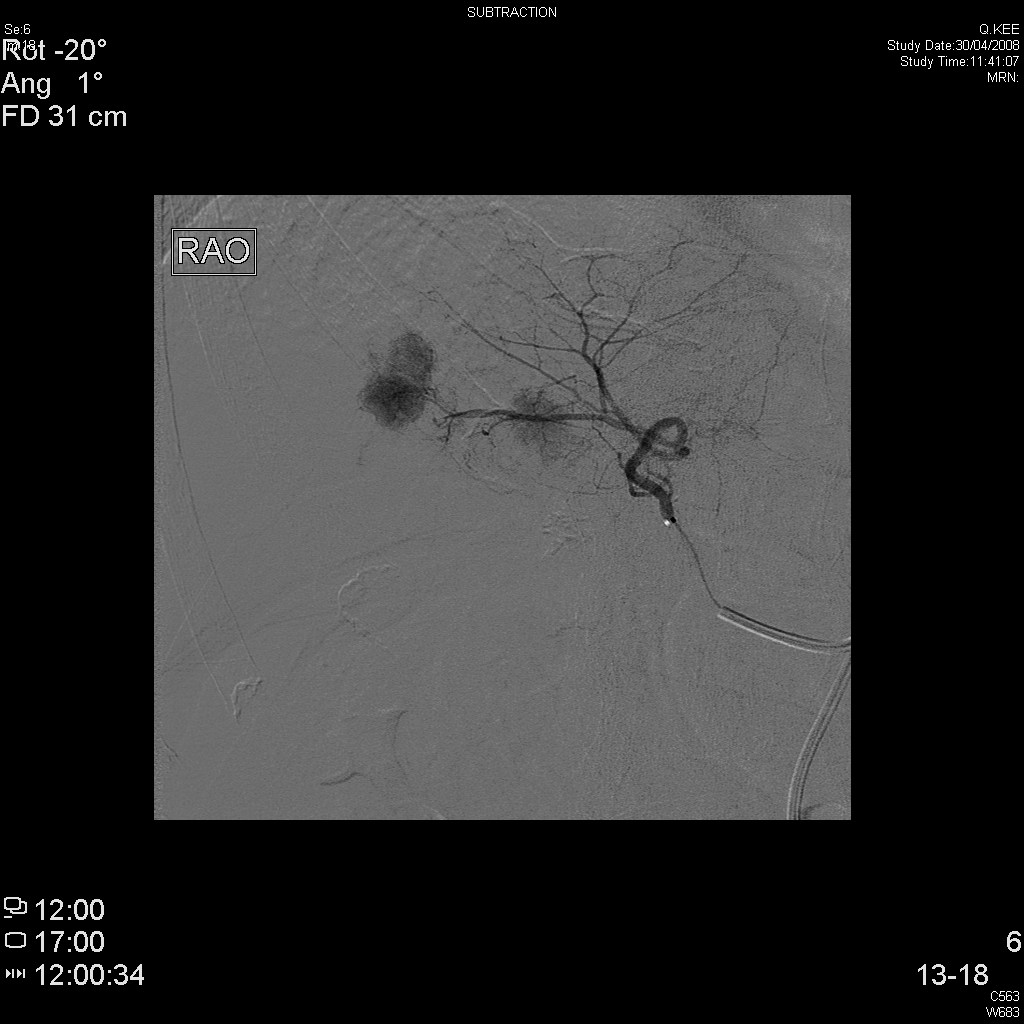 SUBTRACTION
Se:6
Q.KEE
Study Date:30/04/2008
Study Time:11:41:07
MRN:
Rot -20°
Ang 1°
FD 31 cm
RAO
12:00
17:00
12:00:34
6
13-18
C563
W683